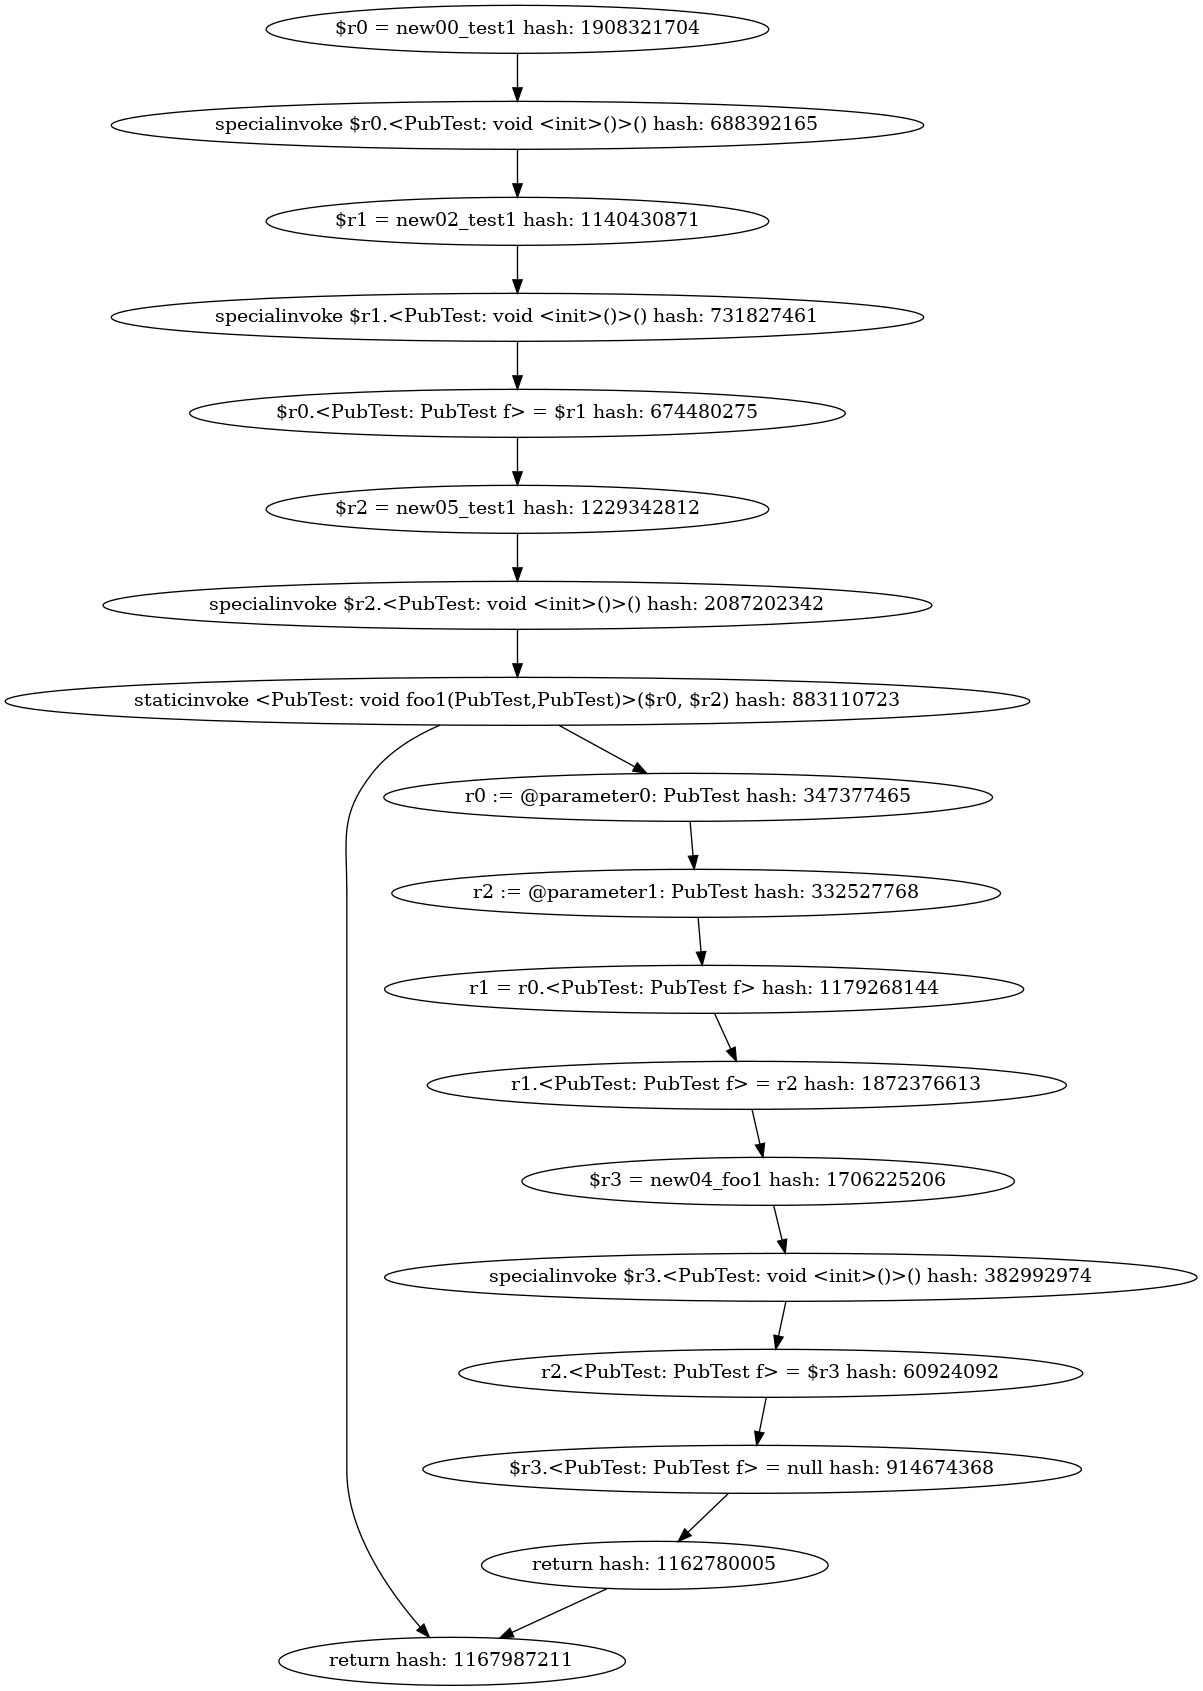 $r0 = new00_test1 hash: 1908321704
specialinvoke $r0.<PubTest: void <init>()>() hash: 688392165
$r1 = new02_test1 hash: 1140430871
specialinvoke $r1.<PubTest: void <init>()>() hash: 731827461
$r0.<PubTest: PubTest f> = $r1 hash: 674480275
$r2 = new05_test1 hash: 1229342812
specialinvoke $r2.<PubTest: void <init>()>() hash: 2087202342
staticinvoke <PubTest: void foo1(PubTest,PubTest)>($r0, $r2) hash: 883110723
r0 := @parameter0: PubTest hash: 347377465
r2 := @parameter1: PubTest hash: 332527768
r1 = r0.<PubTest: PubTest f> hash: 1179268144
r1.<PubTest: PubTest f> = r2 hash: 1872376613
$r3 = new04_foo1 hash: 1706225206
specialinvoke $r3.<PubTest: void <init>()>() hash: 382992974
r2.<PubTest: PubTest f> = $r3 hash: 60924092
$r3.<PubTest: PubTest f> = null hash: 914674368
return hash: 1162780005
return hash: 1167987211